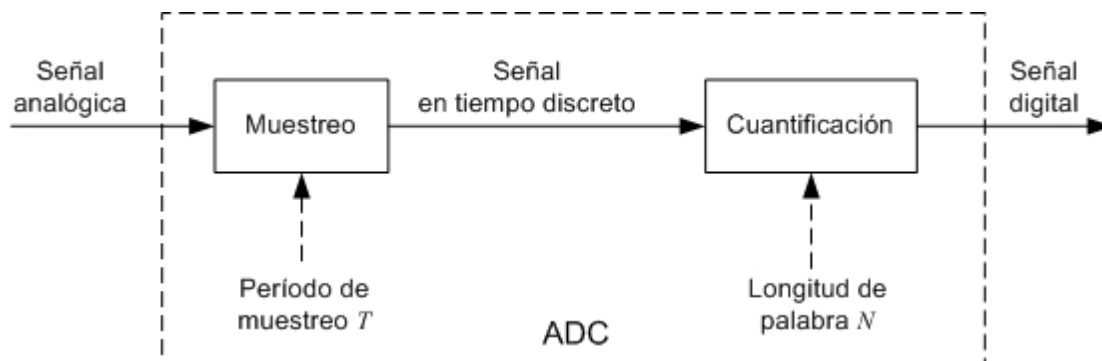 Señal
analógica
Muestreo
Señal
en tiempo discreto
Cuantificación
Señal
digital
Período de
muestreo T
Longitud de
palabra N
ADC